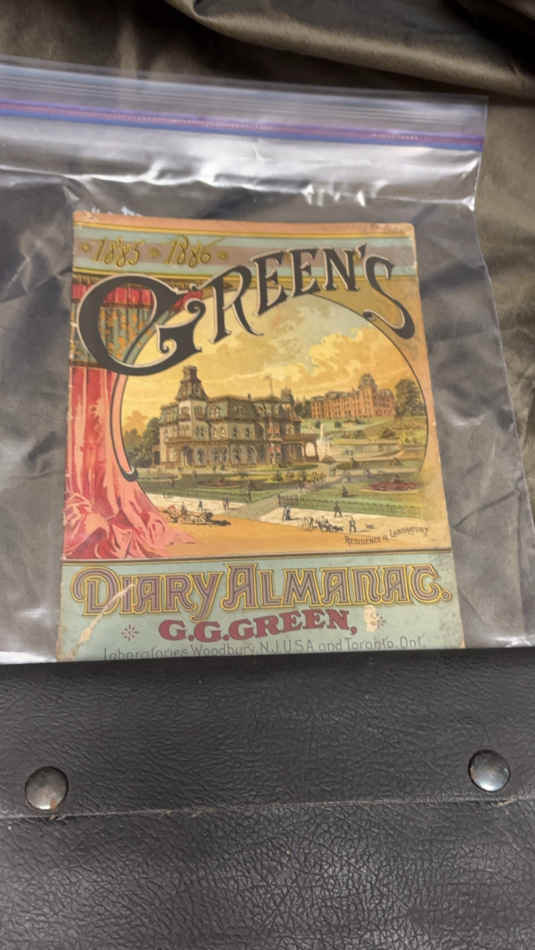 1885 1886
GREEN'S
RESIDENCE & LABORATORY
DIARY ALMANAC.
G.G.GREEN,
Laboratories Woodbury, N.J. U.S.A. and Toronto, Ont.